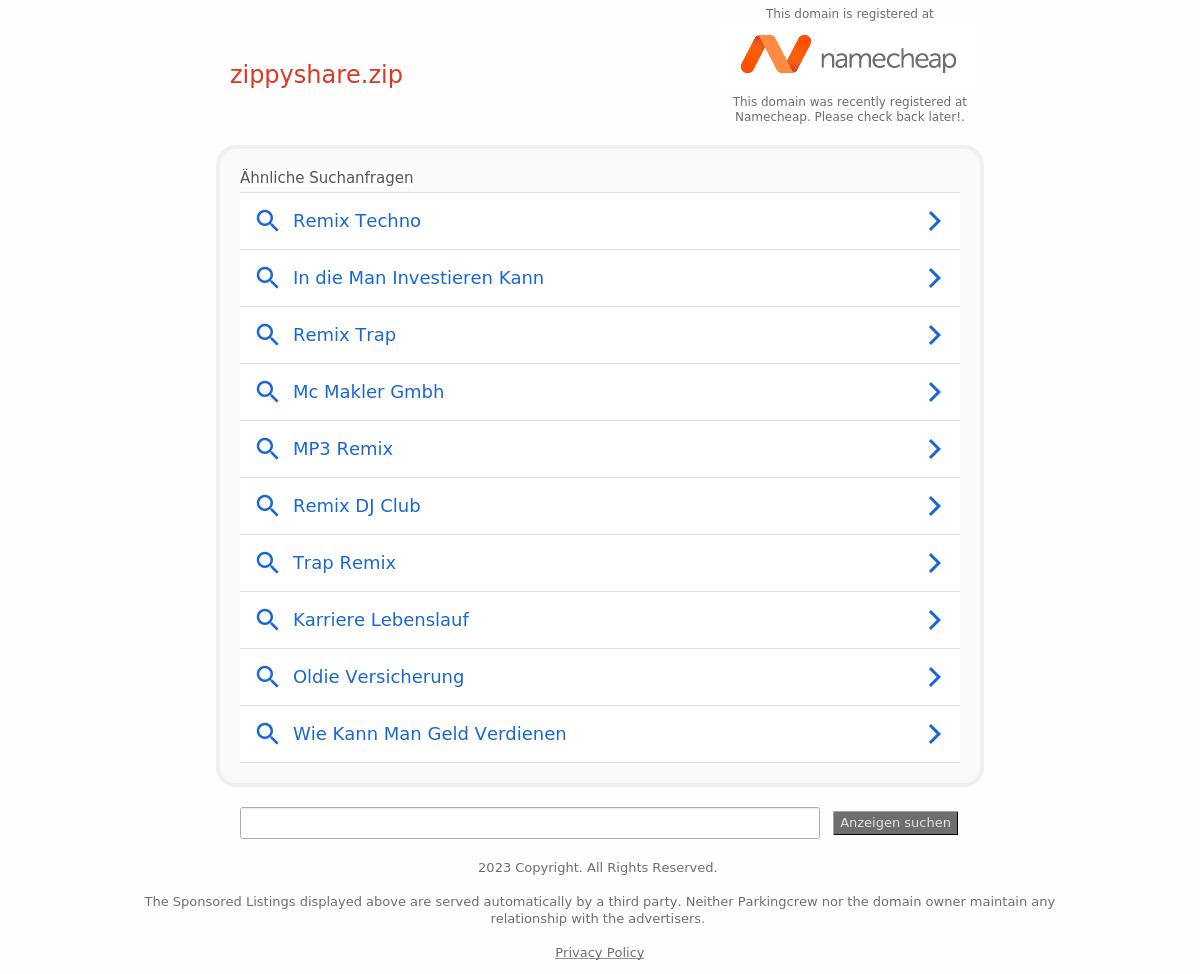 This domain is registered at
namecheap
zippyshare.zip
This domain was recently registered at
Namecheap. Please check back later!.
Ähnliche Suchanfragen
Remix Techno
In die Man Investieren Kann
Remix Trap
Mc Makler Gmbh
MP3 Remix
Remix DJ Club
Trap Remix
Karriere Lebenslauf
Oldie Versicherung
Wie Kann Man Geld Verdienen
Anzeigen suchen
2023 Copyright. All Rights Reserved.
The Sponsored Listings displayed above are served automatically by a third party. Neither Parkingcrew nor the domain owner maintain any
relationship with the advertisers.
Privacy Policy